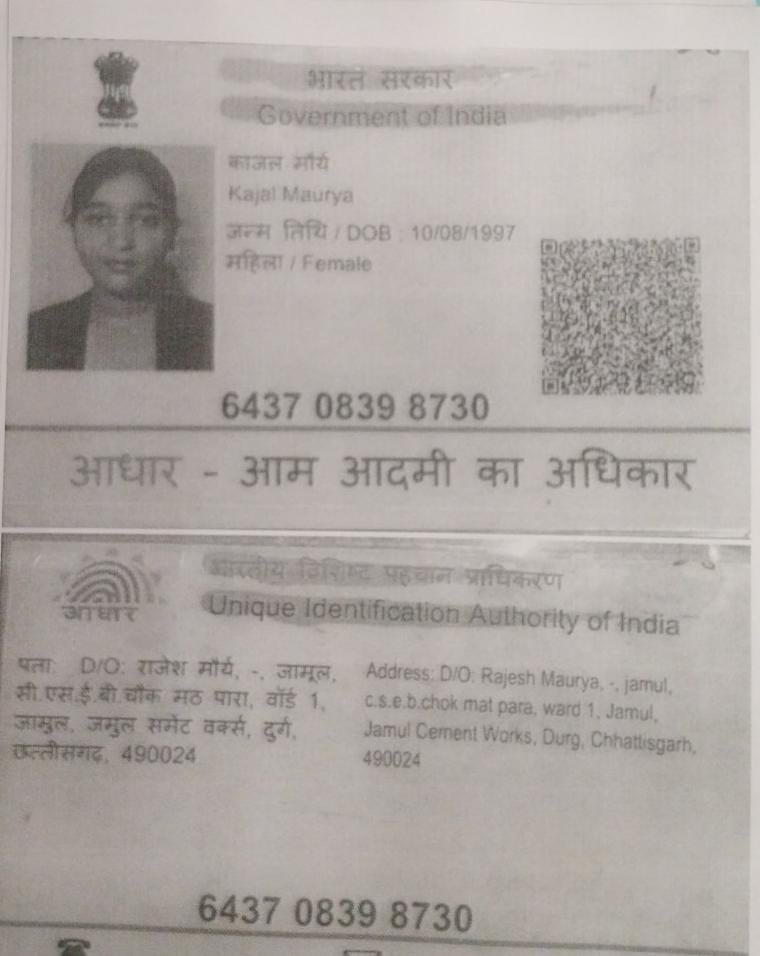 भारत सरकार
Government of India
काजल मौर्य
Kajal Maurya
जन्म तिथि / DOB : 10/08/1997
महिला / Female
6437 0839 8730
आधार - आम आदमी का अधिकार
आधार
भारतीय विशिष्ट पहचान प्राधिकरण
Unique Identification Authority of India
पता: D/O: राजेश मौर्य, -, जामूल,
सी.एस.ई.बी.चौक मठ पारा, वॉर्ड 1,
जामुल, जमुल समेंट वर्क्स, दुर्ग,
छत्तीसगढ़, 490024
Address: D/O: Rajesh Maurya, -, jamul,
c.s.e.b.chok mat para, ward 1, Jamul,
Jamul Cement Works, Durg, Chhattisgarh,
490024
6437 0839 8730